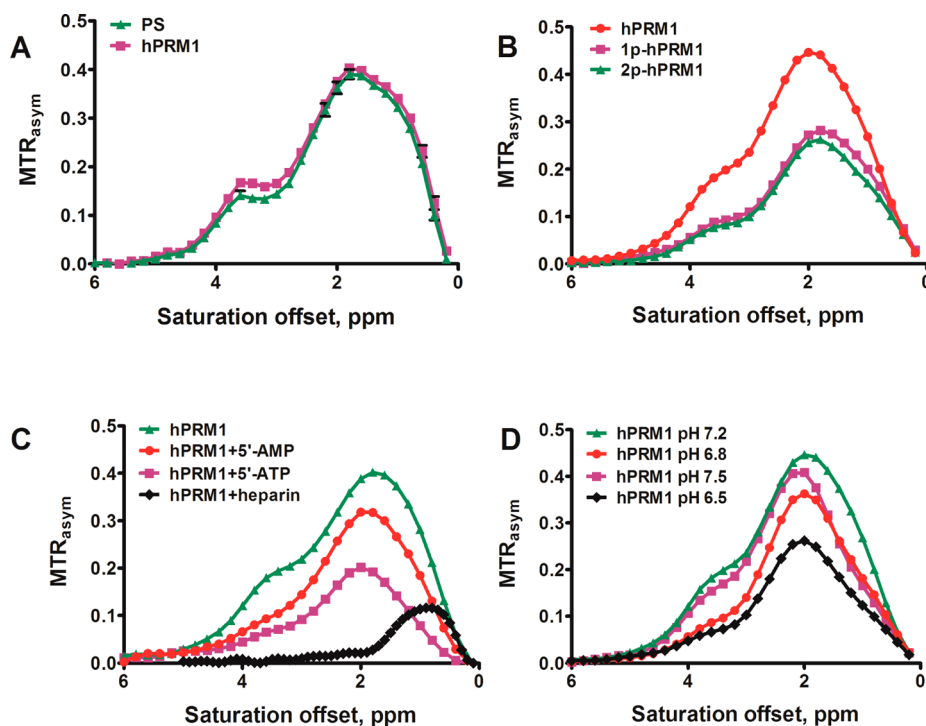 A
PS
hPRM1
0.5
0.4
0.3
0.2
0.1
0.0
MTRasym
6
4
2
0
Saturation offset, ppm
B
hPRM1
1p-hPRM1
2p-hPRM1
0.5
0.4
0.3
0.2
0.1
0.0
MTRasym
6
4
2
0
Saturation offset, ppm
C
hPRM1
hPRM1+5'-AMP
hPRM1+5'-ATP
hPRM1+heparin
0.5
0.4
0.3
0.2
0.1
0.0
MTRasym
6
4
2
0
Saturation offset, ppm
D
hPRM1 pH 7.2
hPRM1 pH 6.8
hPRM1 pH 7.5
hPRM1 pH 6.5
0.5
0.4
0.3
0.2
0.1
0.0
MTRasym
6
4
2
0
Saturation offset, ppm